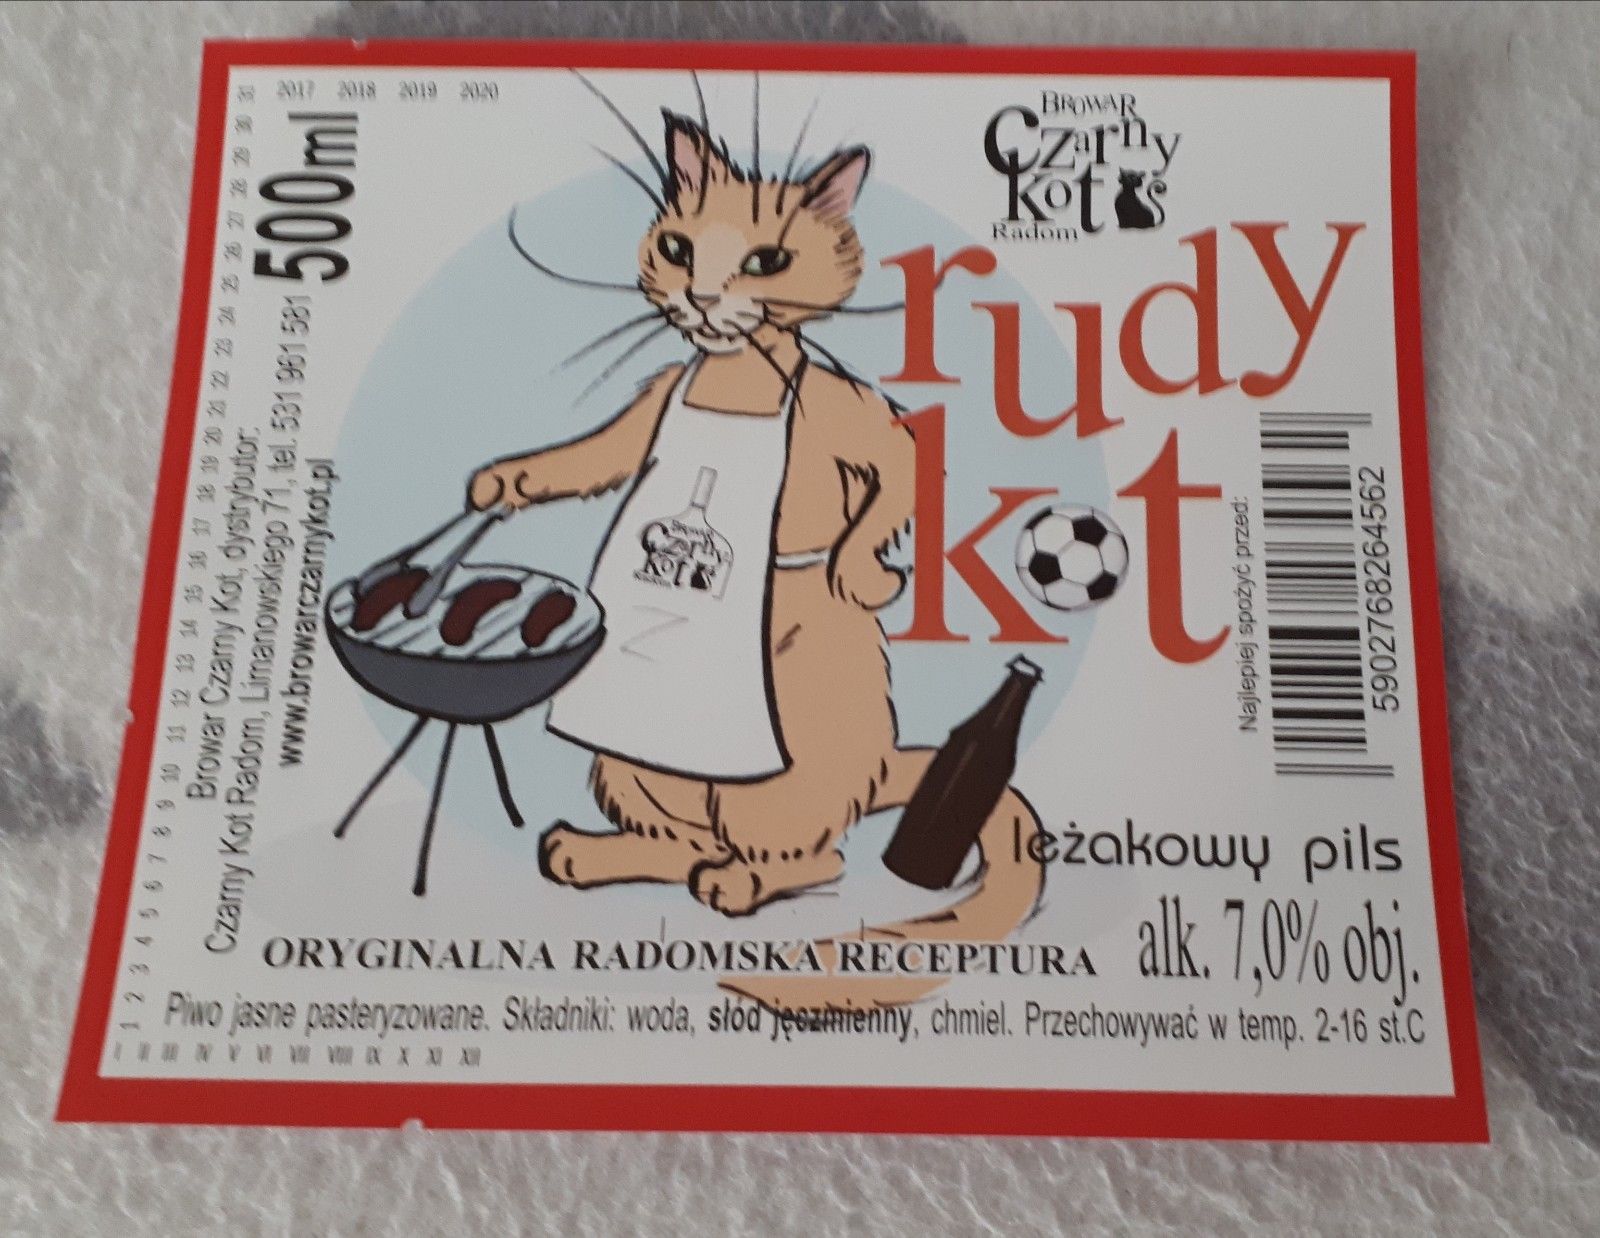 2017 2018 2019 2020
31 30 29 28 27 26 25 24 23 22 21 20 19 18 17 16 15 14 13 12 11 10 9 8 7 6 5 4 3 2 1
500ml
Browar Czarny Kot, dystrybutor:
Czarny Kot Radom, Limanowskiego 71, tel. 531 961 581
www.browarczarnykot.pl
BROWAR
Czarny
Kot
Radom
rudy
kot
BROWAR
Czarny
Kot
Najlepiej spożyć przed:
5902768264562
leżakowy pils
alk. 7,0% obj.
ORYGINALNA RADOMSKA RECEPTURA
Piwo jasne pasteryzowane. Składniki: woda, słód jęczmienny, chmiel. Przechowywać w temp. 2-16 st.C
I II III IV V VI VII VIII IX X XI XII